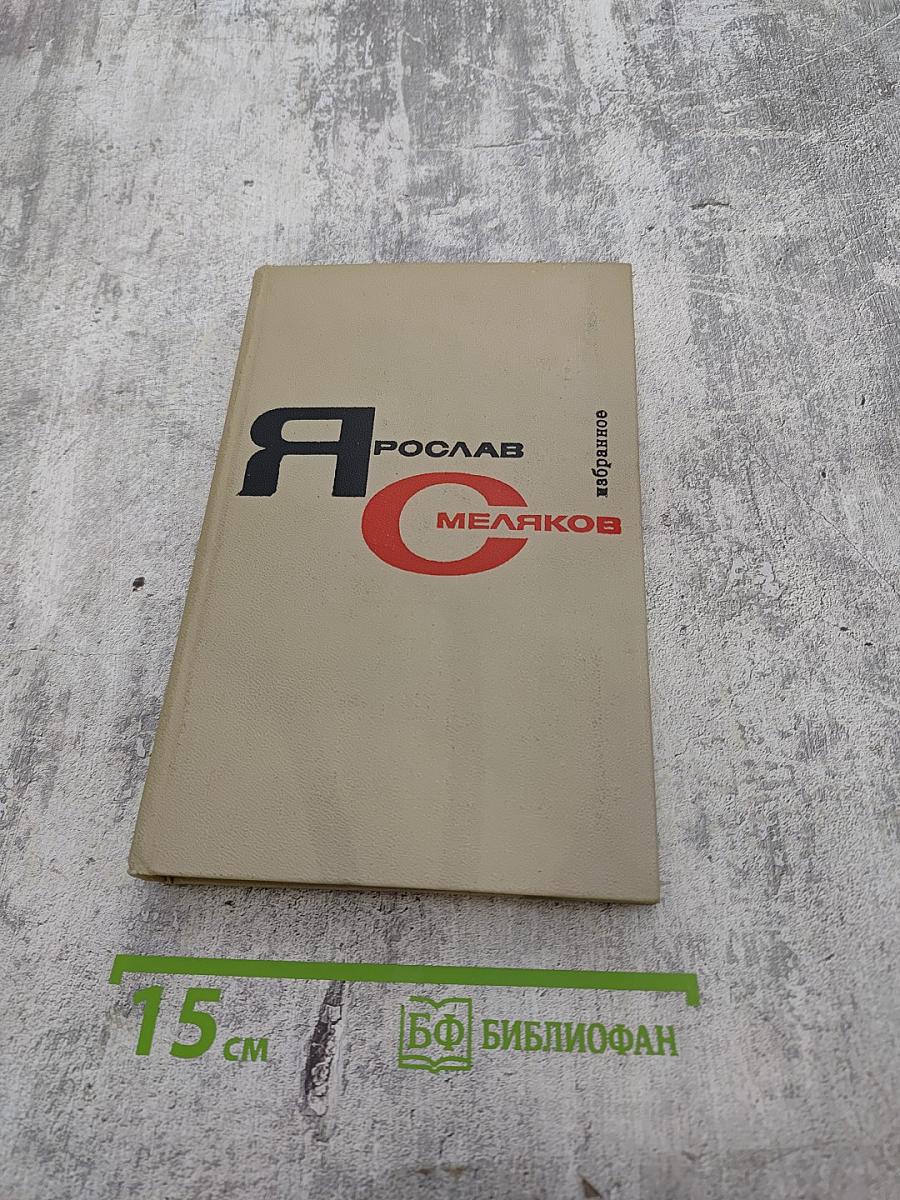 ЯРОСЛАВ
СМЕЛЯКОВ
избранное
15 см
БФ БИБЛИОФАН